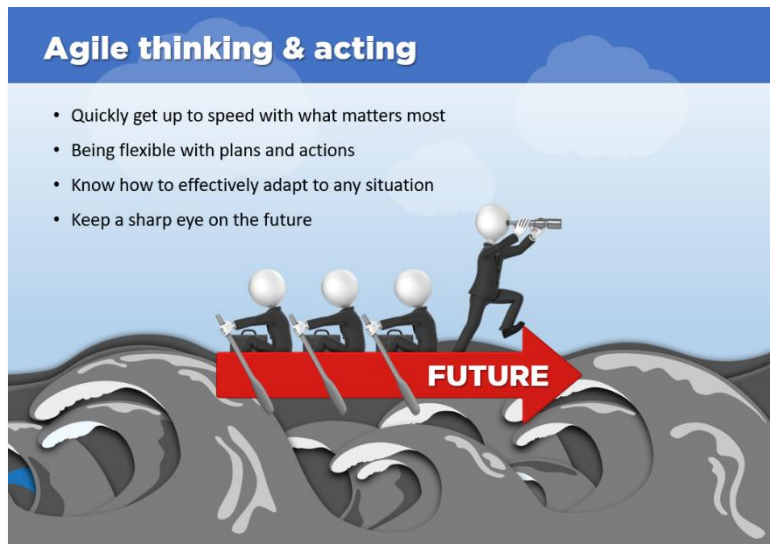 Agile thinking & acting
• Quickly get up to speed with what matters most
• Being flexible with plans and actions
• Know how to effectively adapt to any situation
• Keep a sharp eye on the future
FUTURE